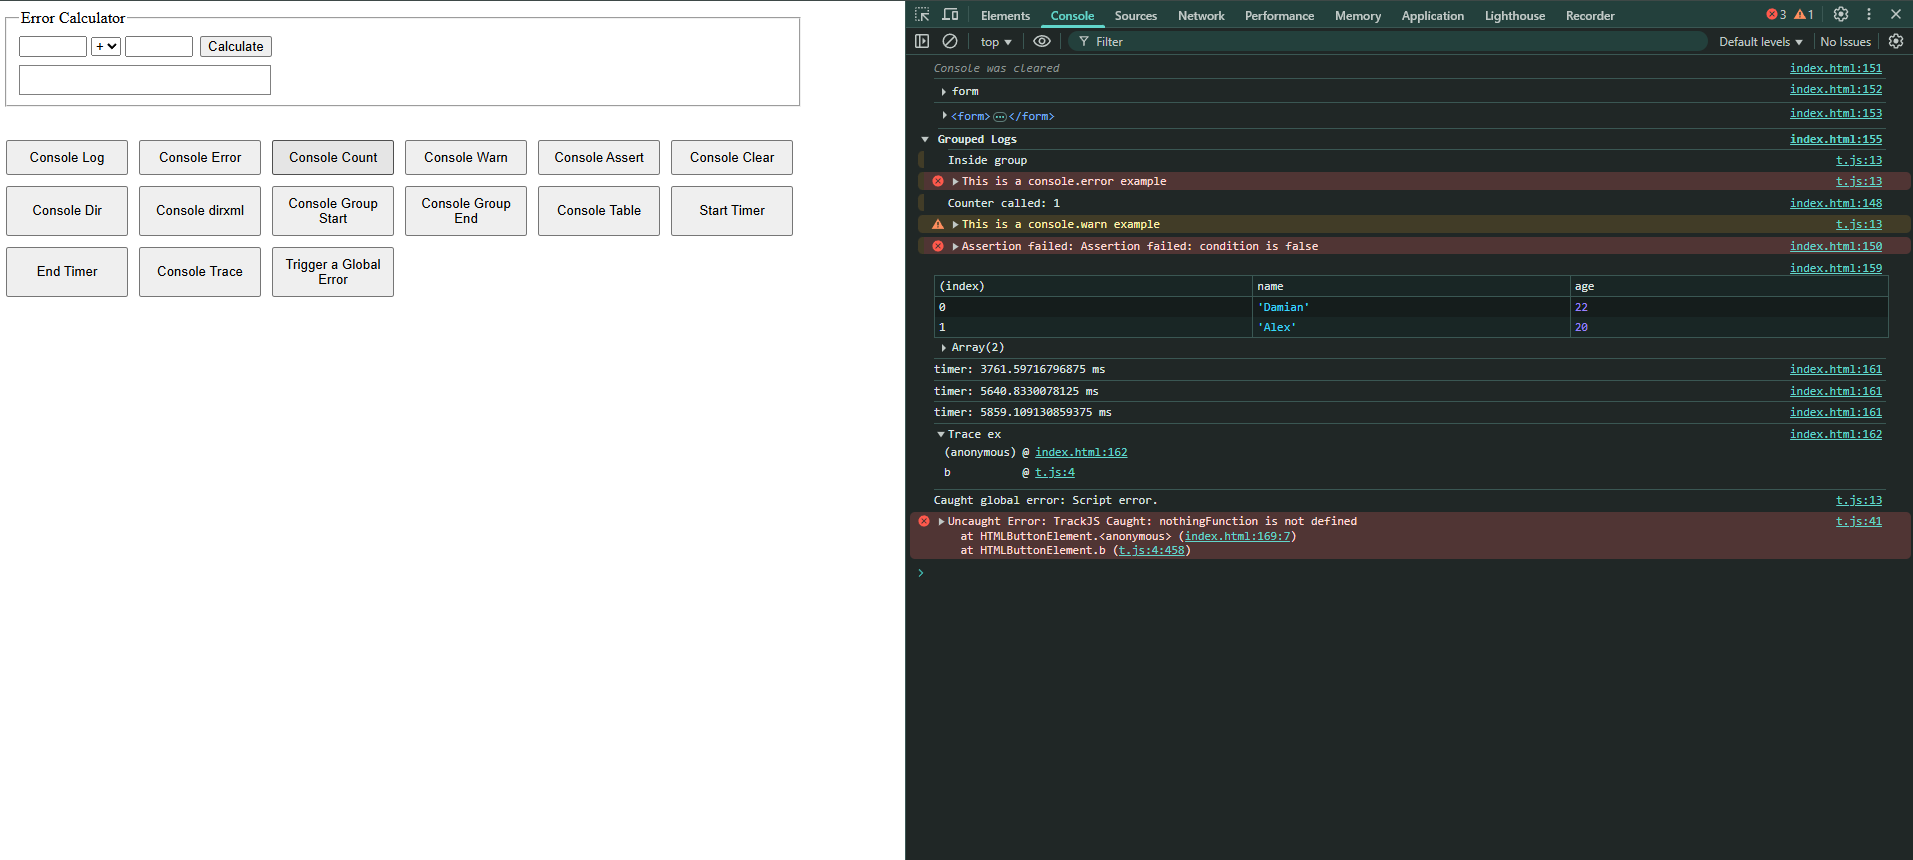 Error Calculator
+
Calculate
Console Log
Console Error
Console Count
Console Warn
Console Assert
Console Clear
Console Dir
Console dirxml
Console Group
Start
Console Group
End
Console Table
Start Timer
End Timer
Console Trace
Trigger a Global
Error
Elements Console Sources Network Performance Memory Application Lighthouse Recorder 3 1
top Filter Default levels No Issues
Console was cleared index.html:151
form index.html:152
<form>…</form> index.html:153
Grouped Logs index.html:155
Inside group t.js:13
This is a console.error example t.js:13
Counter called: 1 index.html:148
This is a console.warn example t.js:13
Assertion failed: Assertion failed: condition is false index.html:150
index.html:159
(index) name age
0 'Damian' 22
1 'Alex' 20
Array(2)
timer: 3761.59716796875 ms index.html:161
timer: 5640.8330078125 ms index.html:161
timer: 5859.109130859375 ms index.html:161
Trace ex index.html:162
(anonymous) @ index.html:162
b @ t.js:4
Caught global error: Script error. t.js:13
Uncaught Error: TrackJS Caught: nothingFunction is not defined t.js:41
at HTMLButtonElement.<anonymous> (index.html:169:7)
at HTMLButtonElement.b (t.js:4:458)